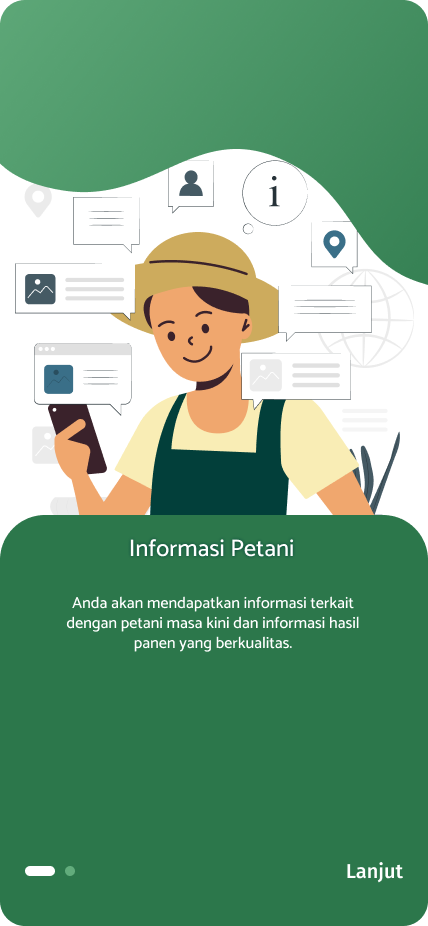 i
Informasi Petani
Anda akan mendapatkan informasi terkait
dengan petani masa kini dan informasi hasil
panen yang berkualitas.
Lanjut